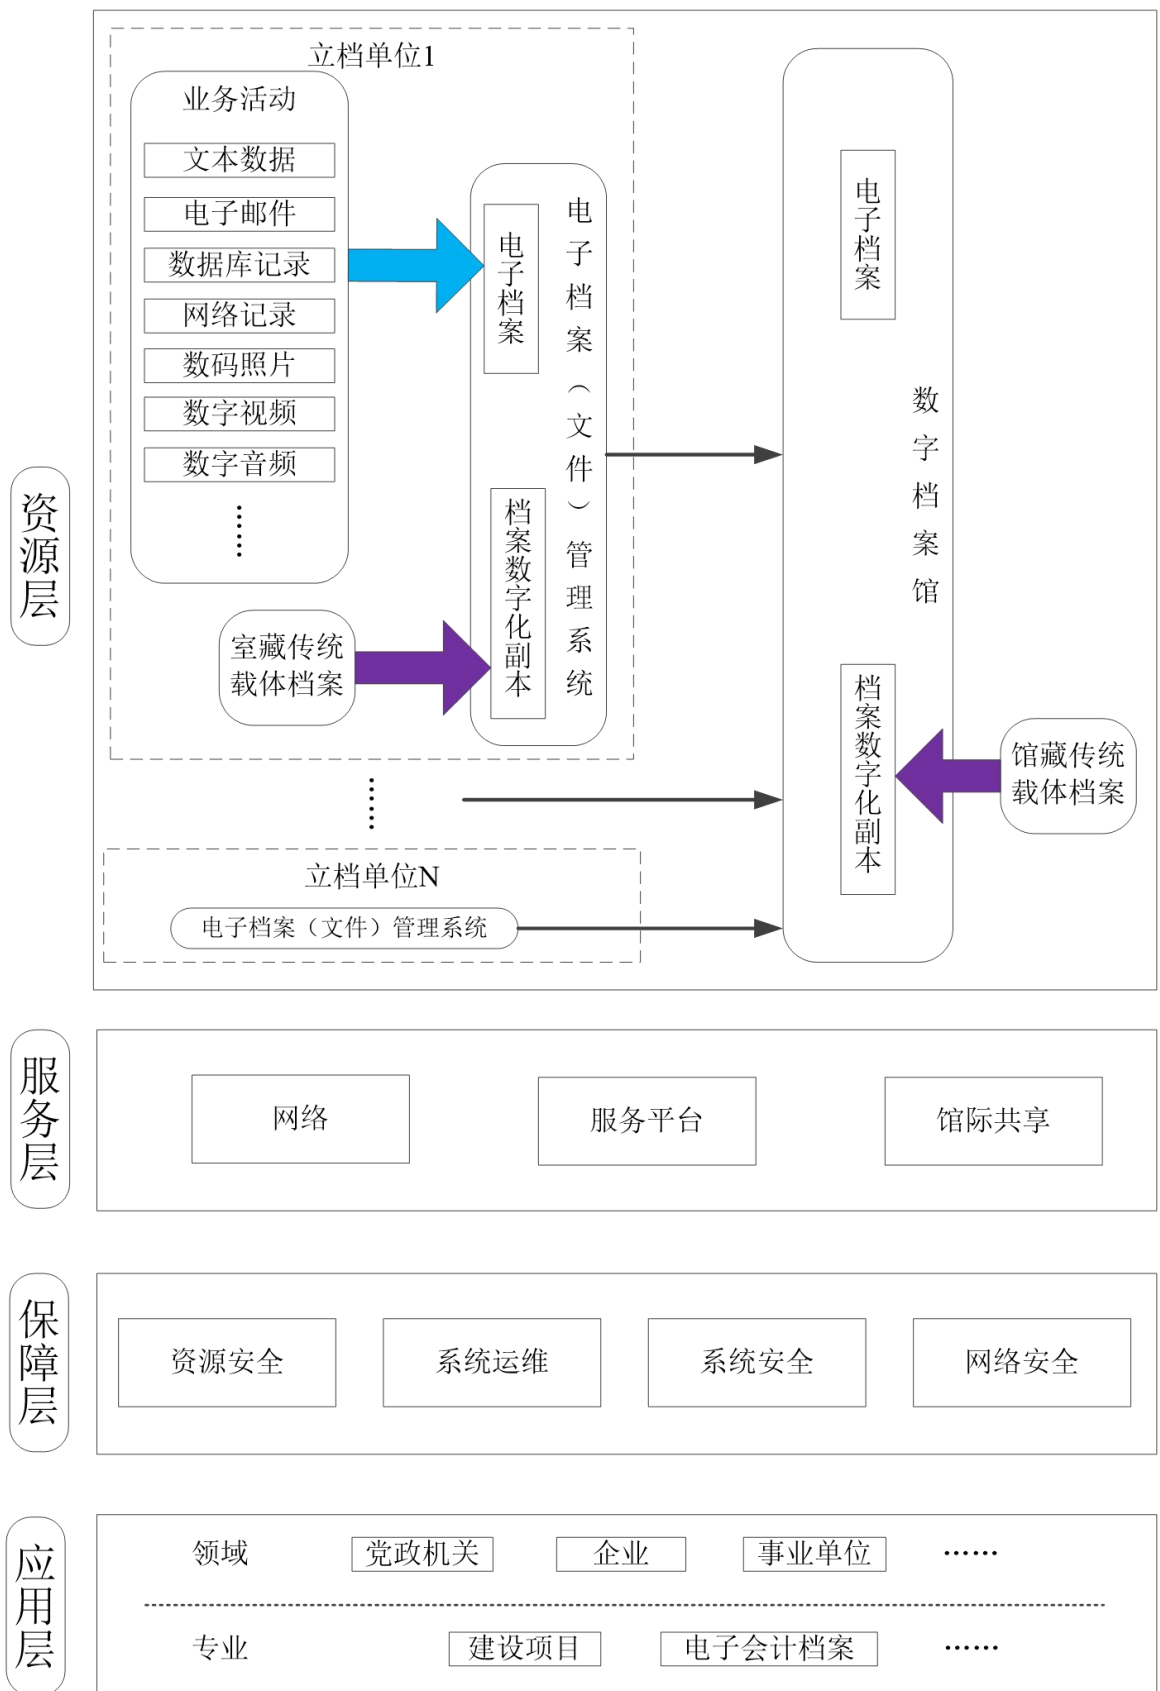 资源层
立档单位1
业务活动
文本数据
电子邮件
数据库记录
网络记录
数码照片
数字视频
数字音频
……
室藏传统
载体档案
电子档案
档案数字化副本
电子档案（文件）管理系统
……
立档单位N
电子档案（文件）管理系统
电子档案
数字档案馆
档案数字化副本
馆藏传统
载体档案
服务层
网络
服务平台
馆际共享
保障层
资源安全
系统运维
系统安全
网络安全
应用层
领域
党政机关
企业
事业单位
……
专业
建设项目
电子会计档案
……